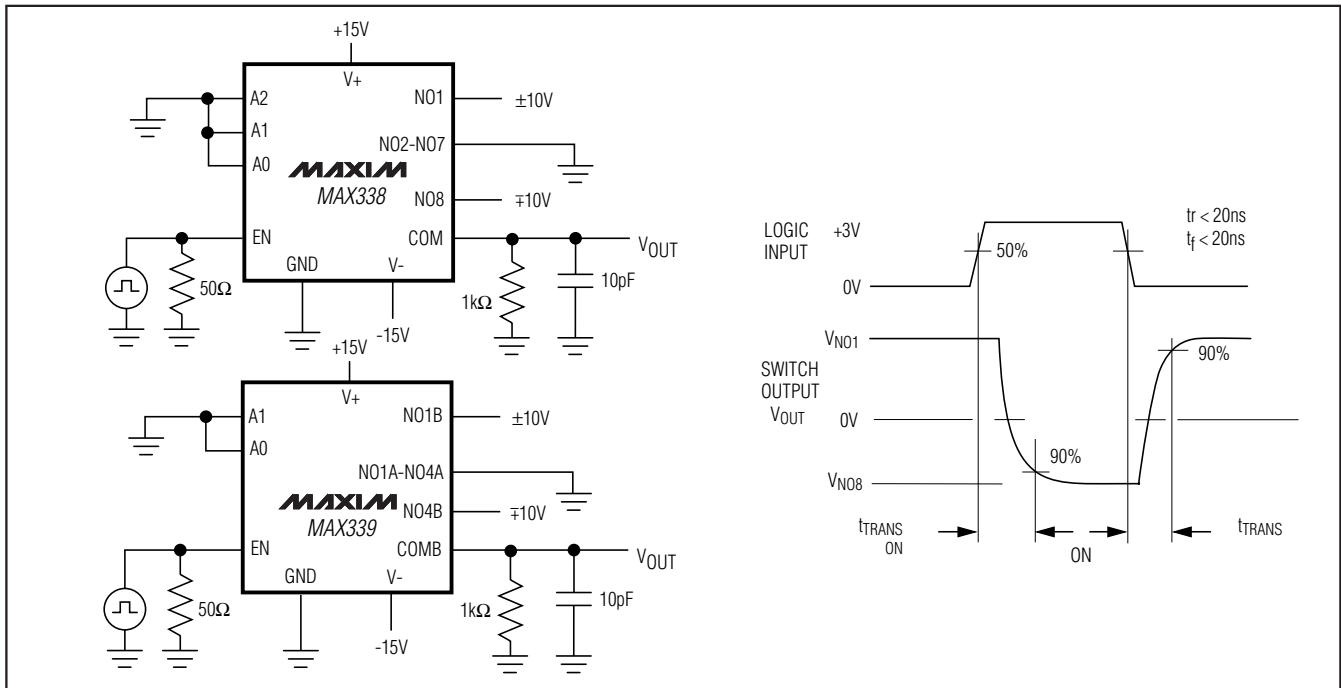 +15V
V+
A2
A1
A0
NO1
±10V
NO2-NO7
MAXIM
MAX338
NO8
∓10V
EN
COM
VOUT
GND
V-
50Ω
1kΩ
10pF
-15V
+15V
V+
A1
A0
NO1B
±10V
NO1A-NO4A
MAXIM
MAX339
NO4B
∓10V
EN
COMB
VOUT
GND
V-
50Ω
1kΩ
10pF
-15V
LOGIC
INPUT
+3V
50%
0V
tr < 20ns
tf < 20ns
VNO1
90%
SWITCH
OUTPUT
VOUT
0V
90%
VNO8
tTRANS
ON
ON
tTRANS